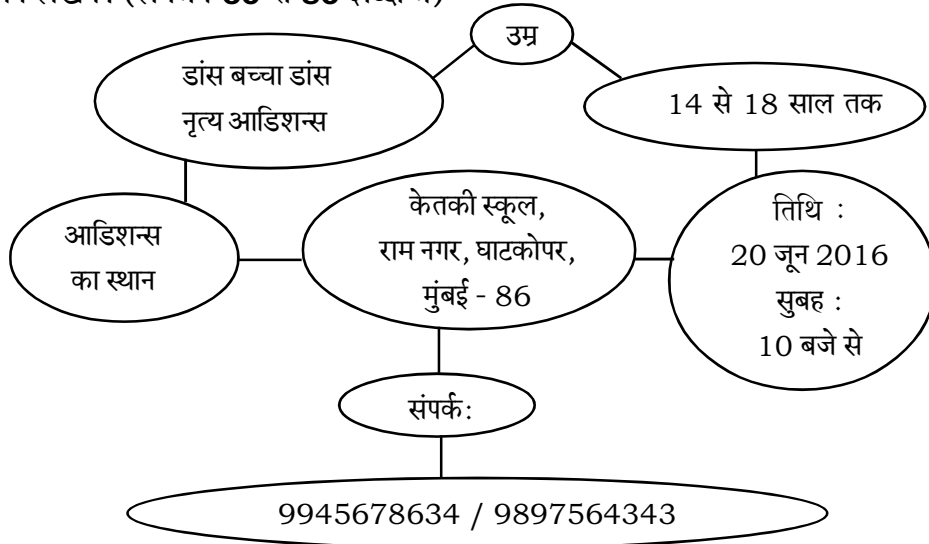 उम्र
डांस बच्चा डांस
नृत्य आडिशन्स
14 से 18 साल तक
आडिशन्स
का स्थान
केतकी स्कूल,
राम नगर, घाटकोपर,
मुंबई - 86
तिथि :
20 जून 2016
सुबह :
10 बजे से
संपर्क:
9945678634 / 9897564343